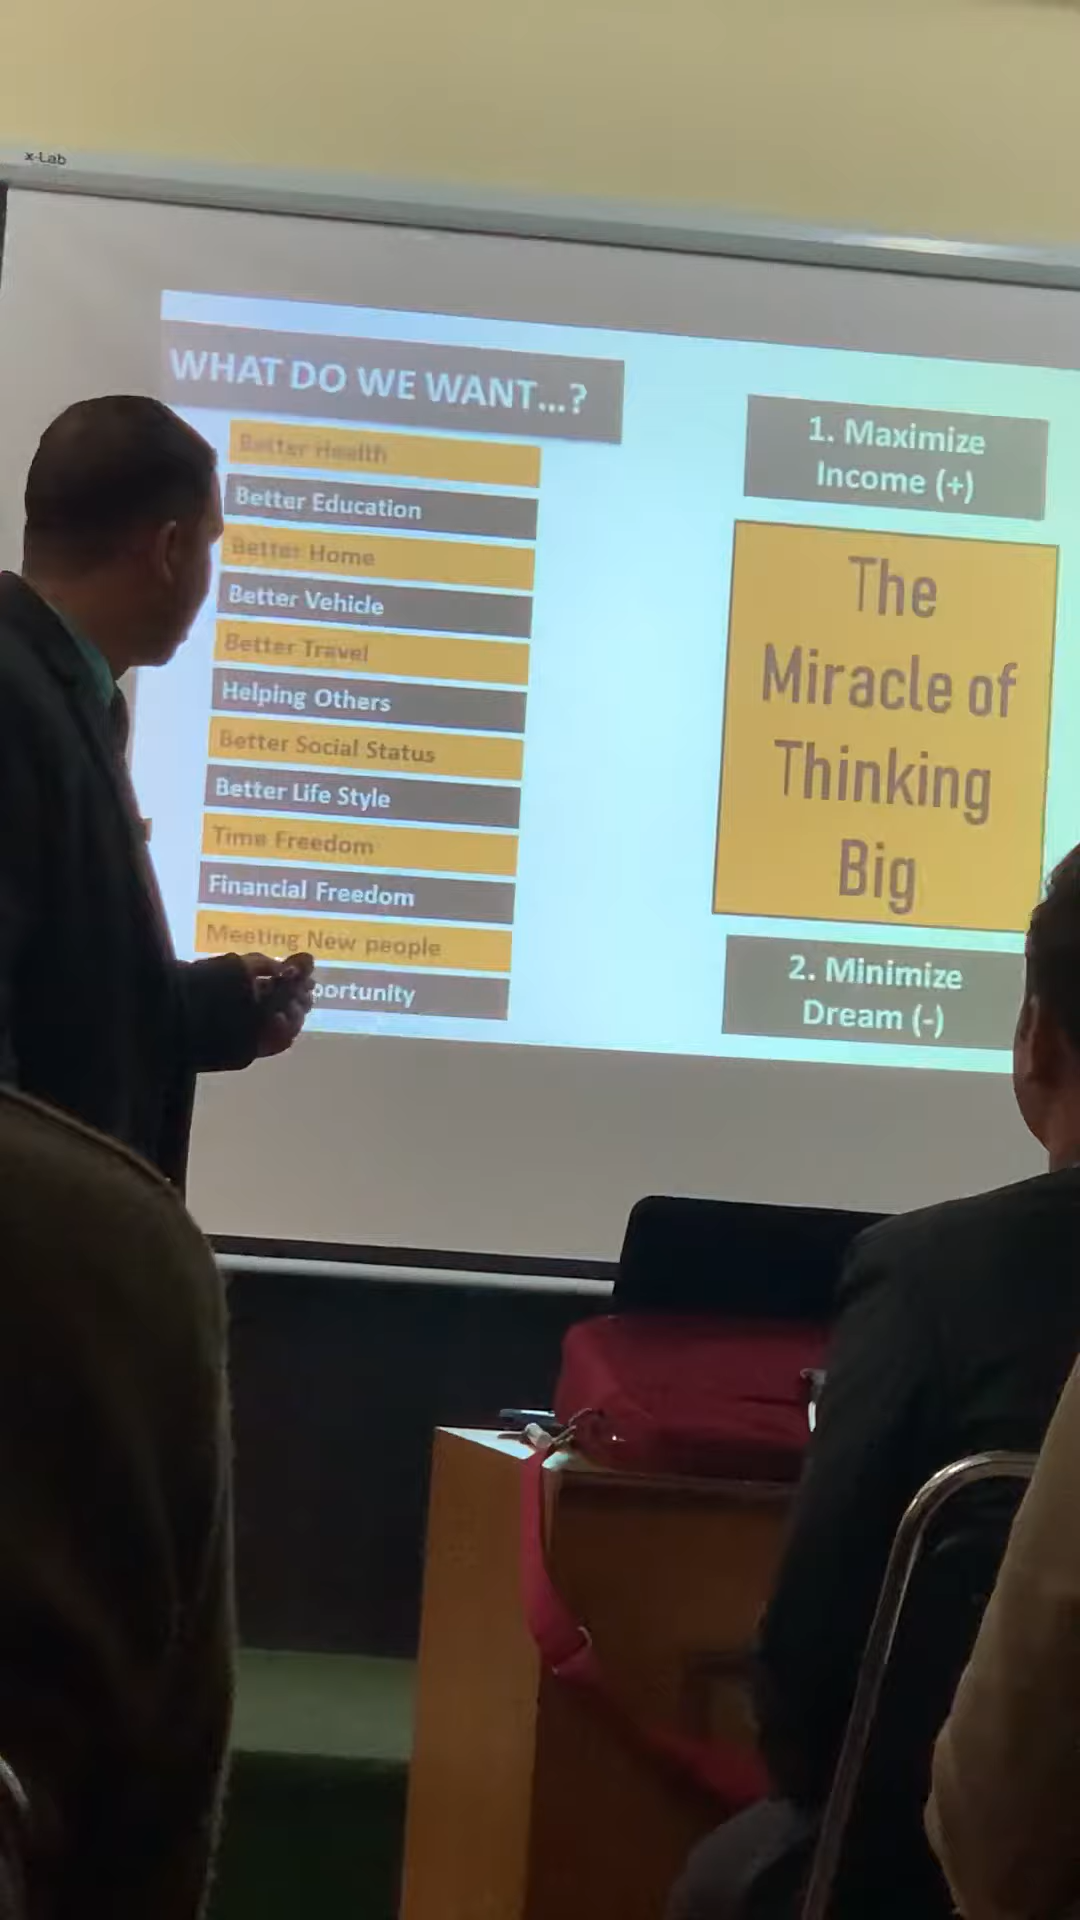 x-Lab
WHAT DO WE WANT...?
Better Health
Better Education
Better Home
Better Vehicle
Better Travel
Helping Others
Better Social Status
Better Life Style
Time Freedom
Financial Freedom
Meeting New people
portunity
1. Maximize
Income (+)
The
Miracle of
Thinking
Big
2. Minimize
Dream (-)